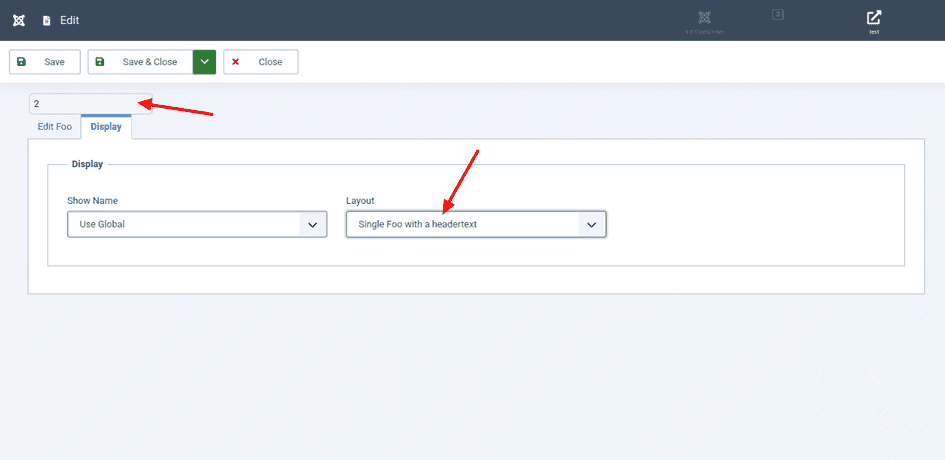 Edit
3
test
Save
Save & Close
Close
2
Edit Foo
Display
Display
Show Name
Layout
Use Global
Single Foo with a headertext